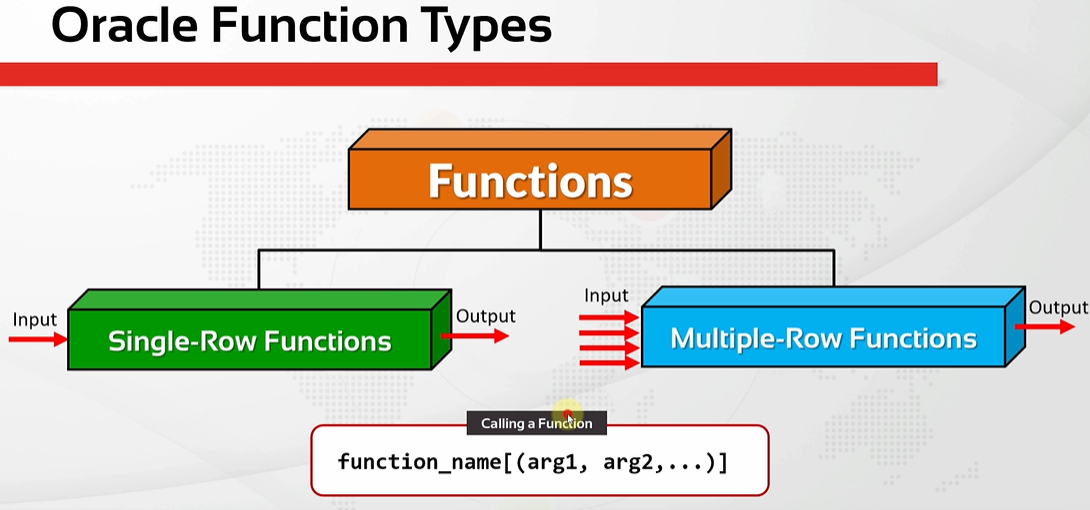 Oracle Function Types
Functions
Input
Single-Row Functions
Output
Input
Multiple-Row Functions
Output
Calling a Function
function_name[(arg1, arg2,...)]